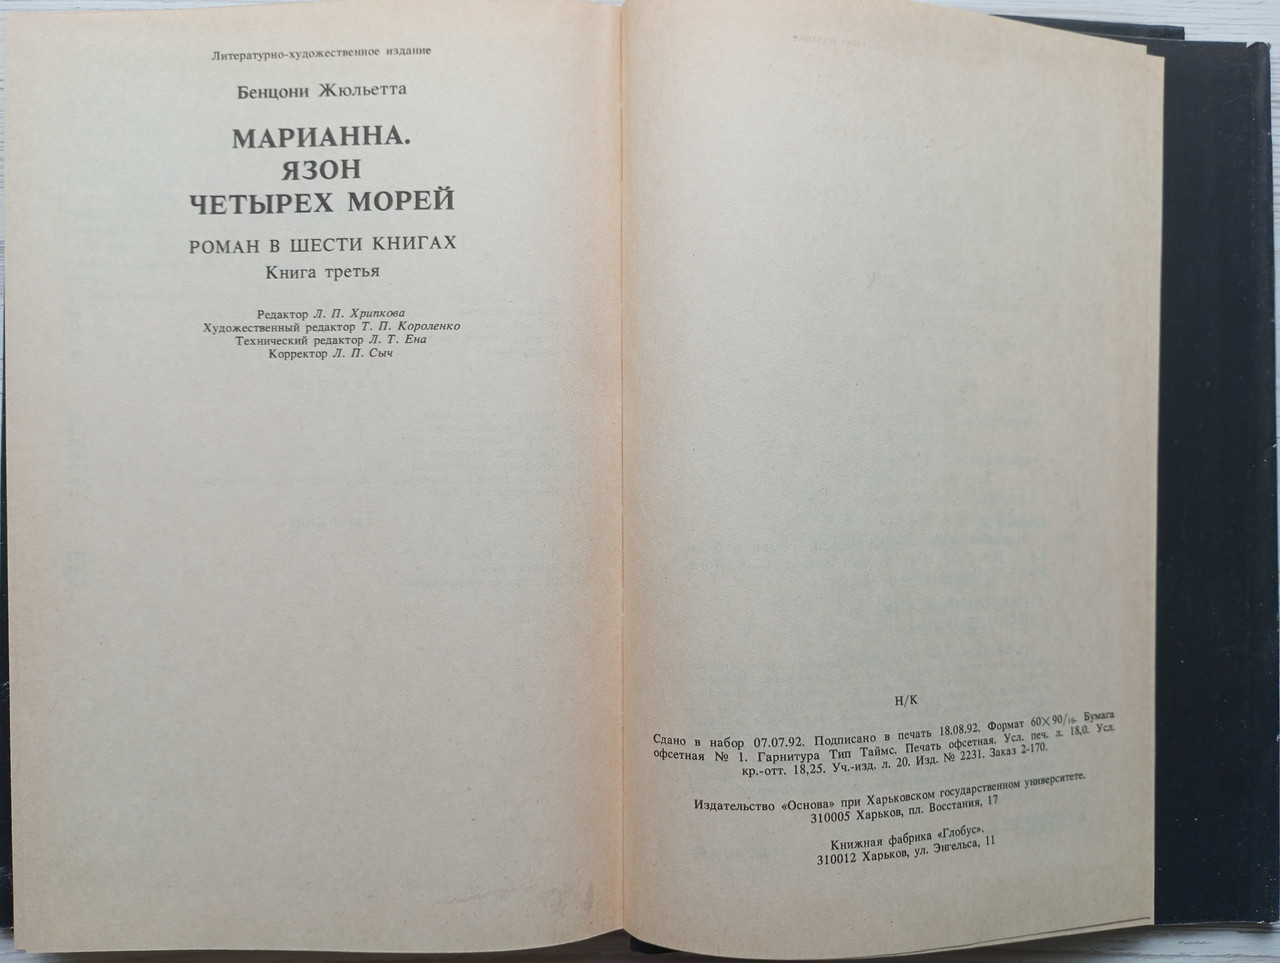 Литературно-художественное издание
Бенцони Жюльетта
МАРИАННА.
ЯЗОН
ЧЕТЫРЕХ МОРЕЙ
РОМАН В ШЕСТИ КНИГАХ
Книга третья
Редактор Л. П. Хрипкова
Художественный редактор Т. П. Короленко
Технический редактор Л. Т. Ена
Корректор Л. П. Сыч
Н/К
Сдано в набор 07.07.92. Подписано в печать 18.08.92. Формат 60×90/16. Бумага
офсетная № 1. Гарнитура Тип Таймс. Печать офсетная. Усл. печ. л. 18,0. Усл.
кр.-отт. 18,25. Уч.-изд. л. 20. Изд. № 2231. Заказ 2-170.
Издательство «Основа» при Харьковском государственном университете.
310005 Харьков, пл. Восстания, 17
Книжная фабрика «Глобус».
310012 Харьков, ул. Энгельса, 11